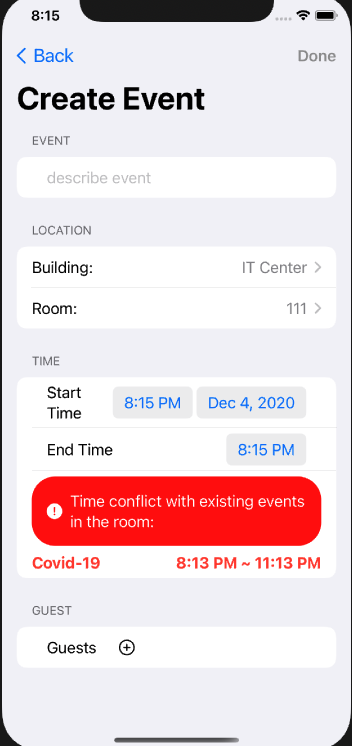 8:15
Back
Done
Create Event
EVENT
describe event
LOCATION
Building: IT Center
Room: 111
TIME
Start Time 8:15 PM Dec 4, 2020
End Time 8:15 PM
Time conflict with existing events
in the room:
Covid-19 8:13 PM ~ 11:13 PM
GUEST
Guests